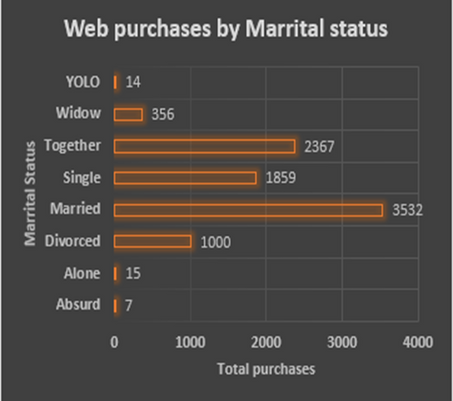 Web purchases by Marrital status
Marrital Status
YOLO 14
Widow 356
Together 2367
Single 1859
Married 3532
Divorced 1000
Alone 15
Absurd 7
0 1000 2000 3000 4000
Total purchases